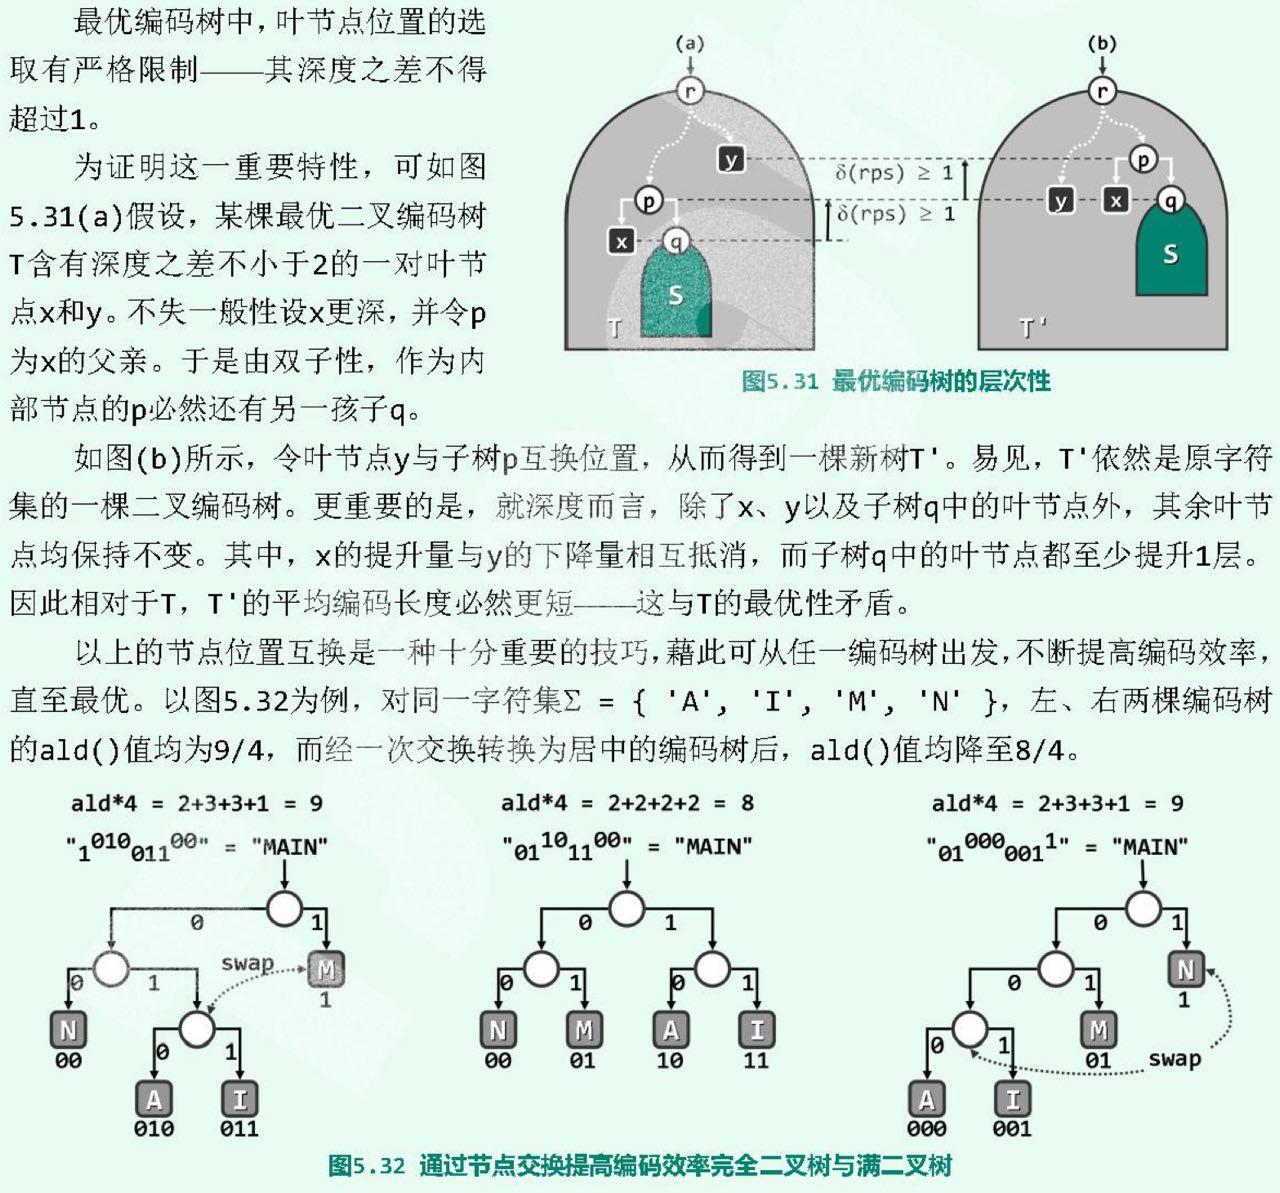 最优编码树中，叶节点位置的选
取有严格限制——其深度之差不得
超过1。
为证明这一重要特性，可如图
5.31(a)假设，某棵最优二叉编码树
T含有深度之差不小于2的一对叶节
点x和y。不失一般性设x更深，并令p
为x的父亲。于是由双子性，作为内
部节点的p必然还有另一孩子q。
(a)
r
y
p
x
q
S
T
δ(rps) ≥ 1
δ(rps) ≥ 1
(b)
r
p
y
x
q
S
T'
图5.31 最优编码树的层次性
如图(b)所示，令叶节点y与子树p互换位置，从而得到一棵新树T'。易见，T'依然是原字符
集的一棵二叉编码树。更重要的是，就深度而言，除了x、y以及子树q中的叶节点外，其余叶节
点均保持不变。其中，x的提升量与y的下降量相互抵消，而子树q中的叶节点都至少提升1层。
因此相对于T，T'的平均编码长度必然更短——这与T的最优性矛盾。
以上的节点位置互换是一种十分重要的技巧，藉此可从任一编码树出发，不断提高编码效率，
直至最优。以图5.32为例，对同一字符集Σ = { 'A', 'I', 'M', 'N' }，左、右两棵编码树
的ald()值均为9/4，而经一次交换转换为居中的编码树后，ald()值均降至8/4。
ald*4 = 2+3+3+1 = 9
"101001100" = "MAIN"
0
1
0
1
swap
M
1
N
00
0
1
A
010
I
011
ald*4 = 2+2+2+2 = 8
"01101100" = "MAIN"
0
1
0
1
0
1
N
00
M
01
A
10
I
11
ald*4 = 2+3+3+1 = 9
"010000011" = "MAIN"
0
1
0
1
N
1
0
1
M
01
swap
A
000
I
001
图5.32 通过节点交换提高编码效率完全二叉树与满二叉树